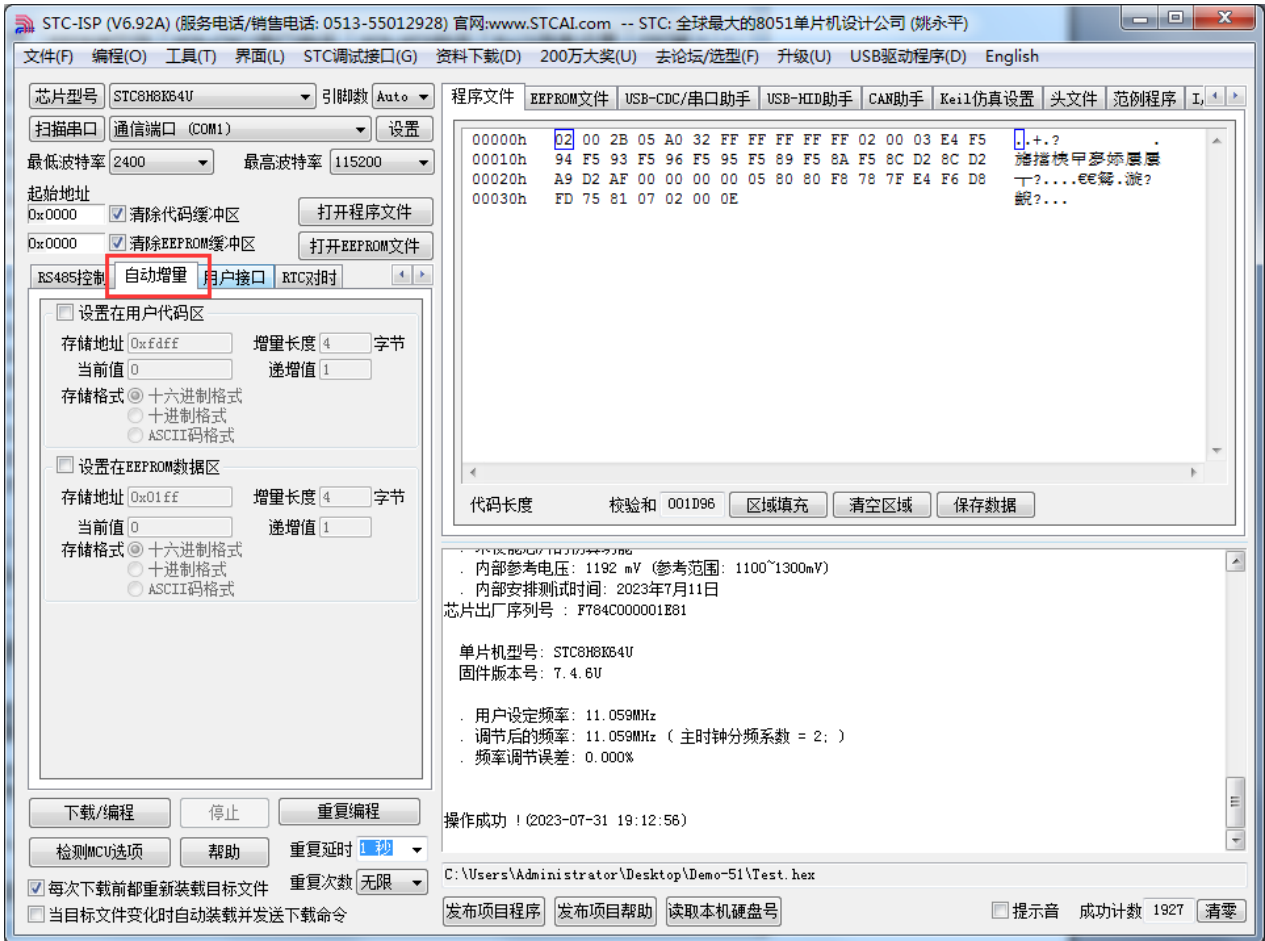 STC-ISP (V6.92A) (服务电话/销售电话: 0513-55012928) 官网:www.STCAI.com -- STC: 全球最大的8051单片机设计公司 (姚永平)
文件(F) 编程(O) 工具(T) 界面(L) STC调试接口(G) 资料下载(D) 200万大奖(U) 去论坛/选型(F) 升级(U) USB驱动程序(D) English
芯片型号 STC8H8K64U 引脚数 Auto
扫描串口 通信端口 (COM1) 设置
最低波特率 2400 最高波特率 115200
起始地址
0x0000 清除代码缓冲区 打开程序文件
0x0000 清除EEPROM缓冲区 打开EEPROM文件
RS485控制 自动增量 用户接口 RTC对时
设置在用户代码区
存储地址 0xfdff 增量长度 4 字节
当前值 0 递增值 1
存储格式 十六进制格式
十进制格式
ASCII码格式
设置在EEPROM数据区
存储地址 0x01ff 增量长度 4 字节
当前值 0 递增值 1
存储格式 十六进制格式
十进制格式
ASCII码格式
下载/编程 停止 重复编程
检测MCU选项 帮助 重复延时 1 秒
每次下载前都重新装载目标文件 重复次数 无限
当目标文件变化时自动装载并发送下载命令
程序文件 EEPROM文件 USB-CDC/串口助手 USB-HID助手 CAN助手 Keil仿真设置 头文件 范例程序 I,
00000h 02 00 2B 05 A0 32 FF FF FF FF FF 02 00 03 E4 F5 ..+.? .
00010h 94 F5 93 F5 96 F5 95 F5 89 F5 8A F5 8C D2 8C D2
00020h A9 D2 AF 00 00 00 00 05 80 80 F8 78 7F E4 F6 D8
00030h FD 75 81 07 02 00 0E
代码长度 校验和 001D96 区域填充 清空区域 保存数据
. 内部参考电压: 1192 mV (参考范围: 1100~1300mV)
. 内部安排测试时间: 2023年7月11日
芯片出厂序列号 : F784C000001E81
单片机型号: STC8H8K64U
固件版本号: 7.4.6U
. 用户设定频率: 11.059MHz
. 调节后的频率: 11.059MHz ( 主时钟分频系数 = 2; )
. 频率调节误差: 0.000%
操作成功 !(2023-07-31 19:12:56)
C:\Users\Administrator\Desktop\Demo-51\Test.hex
发布项目程序 发布项目帮助 读取本机硬盘号 提示音 成功计数 1927 清零